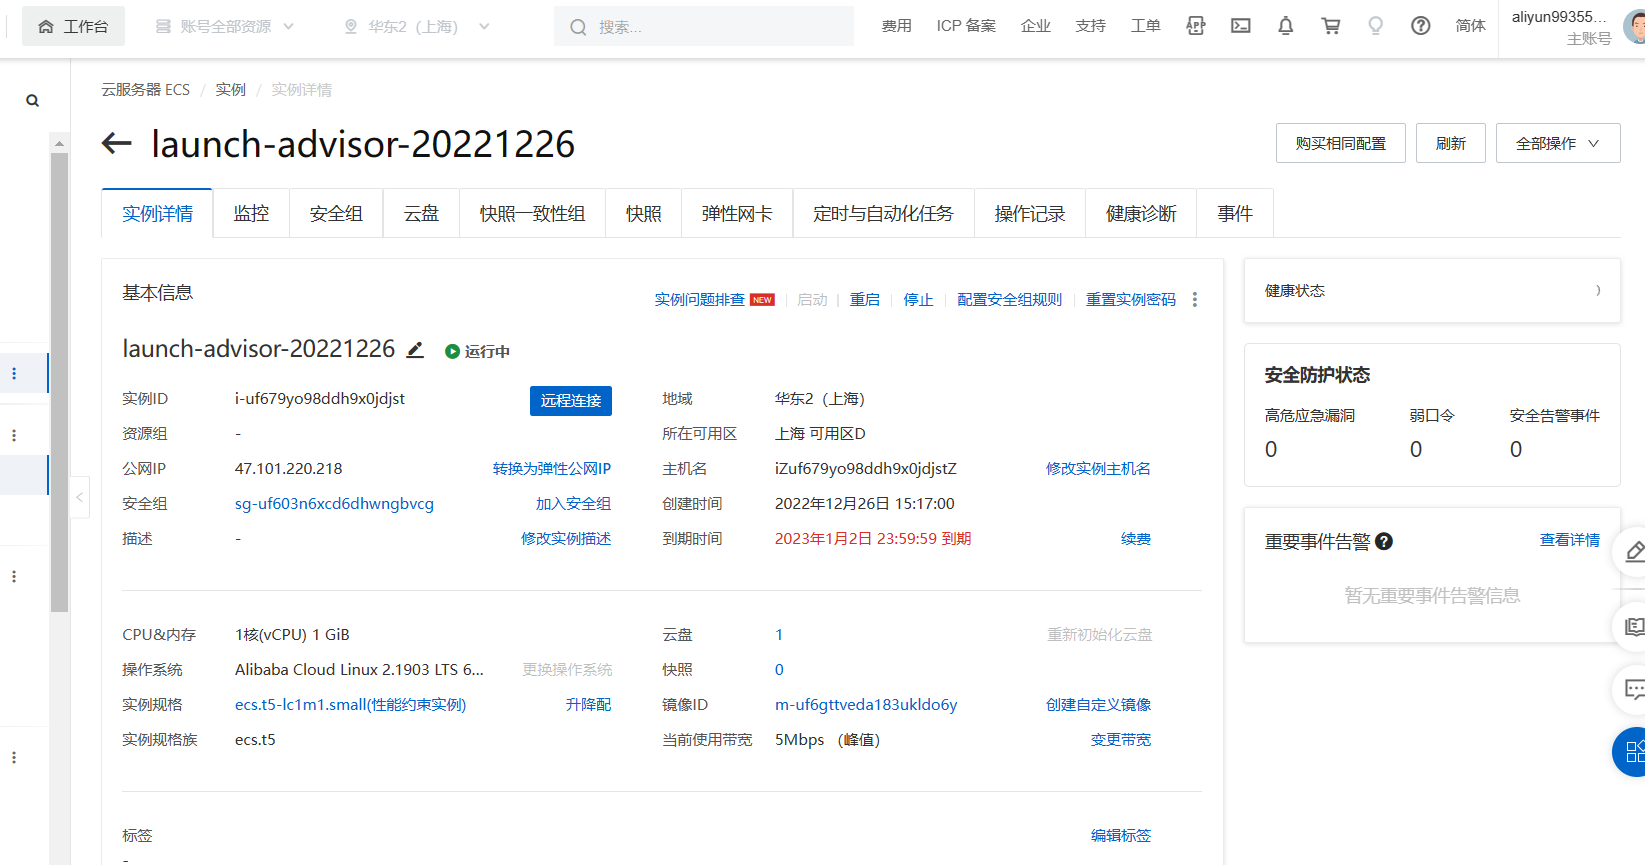 工作台 账号全部资源 华东2（上海） 搜索... 费用 ICP 备案 企业 支持 工单 APP 简体 aliyun99355... 主账号
云服务器 ECS / 实例 / 实例详情
launch-advisor-20221226 购买相同配置 刷新 全部操作
实例详情 监控 安全组 云盘 快照一致性组 快照 弹性网卡 定时与自动化任务 操作记录 健康诊断 事件
基本信息 实例问题排查 NEW 启动 重启 停止 配置安全组规则 重置实例密码
launch-advisor-20221226 运行中
实例ID i-uf679yo98ddh9x0jdjst 远程连接 地域 华东2（上海）
资源组 - 所在可用区 上海 可用区D
公网IP 47.101.220.218 转换为弹性公网IP 主机名 iZuf679yo98ddh9x0jdjstZ 修改实例主机名
安全组 sg-uf603n6xcd6dhwngbvcg 加入安全组 创建时间 2022年12月26日 15:17:00
描述 - 修改实例描述 到期时间 2023年1月2日 23:59:59 到期 续费
CPU&内存 1核(vCPU) 1 GiB 云盘 1 重新初始化云盘
操作系统 Alibaba Cloud Linux 2.1903 LTS 6... 更换操作系统 快照 0
实例规格 ecs.t5-lc1m1.small(性能约束实例) 升降配 镜像ID m-uf6gttveda183ukldo6y 创建自定义镜像
实例规格族 ecs.t5 当前使用带宽 5Mbps （峰值） 变更带宽
标签 编辑标签
-
健康状态
安全防护状态
高危应急漏洞 弱口令 安全告警事件
0 0 0
重要事件告警 ? 查看详情
暂无重要事件告警信息